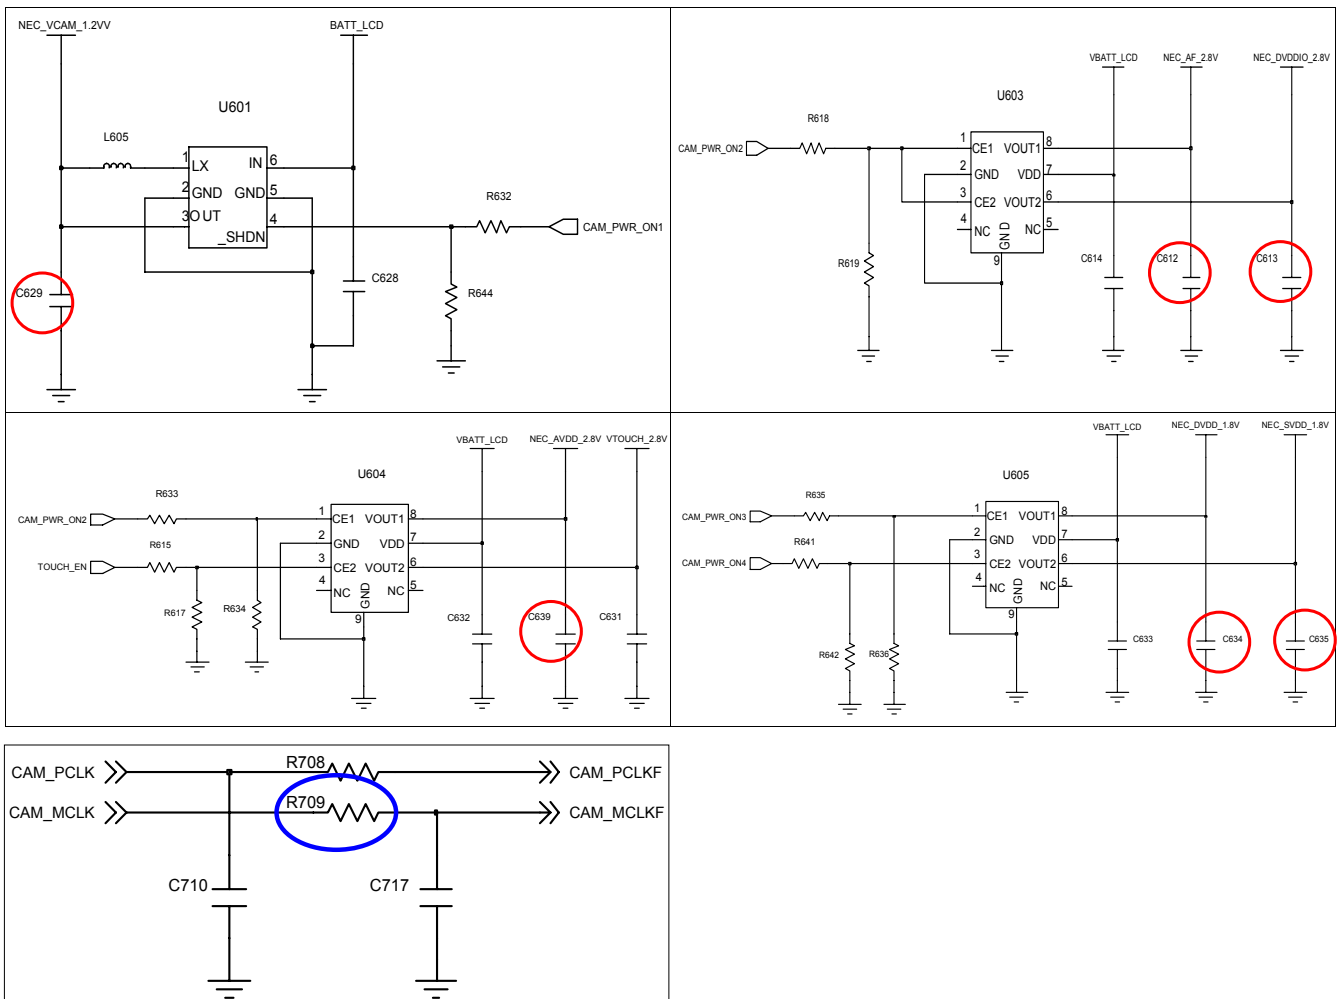 NEC_VCAM_1.2VV
BATT_LCD
U601
L605
1
LX
IN
6
2
GND
GND
5
3
OUT
_SHDN
4
R632
CAM_PWR_ON1
C629
C628
R644
VBATT_LCD
NEC_AF_2.8V
NEC_DVDDIO_2.8V
U603
R618
CAM_PWR_ON2
1
CE1
VOUT1
8
2
GND
VDD
7
3
CE2
VOUT2
6
4
NC
GND
NC
5
9
R619
C614
C612
C613
VBATT_LCD
NEC_AVDD_2.8V
VTOUCH_2.8V
U604
R633
CAM_PWR_ON2
1
CE1
VOUT1
8
R615
2
GND
VDD
7
TOUCH_EN
3
CE2
VOUT2
6
4
NC
GND
NC
5
9
R617
R634
C632
C639
C631
VBATT_LCD
NEC_DVDD_1.8V
NEC_SVDD_1.8V
U605
R635
CAM_PWR_ON3
1
CE1
VOUT1
8
R641
2
GND
VDD
7
CAM_PWR_ON4
3
CE2
VOUT2
6
4
NC
GND
NC
5
9
R642
R636
C633
C634
C635
CAM_PCLK
R708
CAM_PCLKF
CAM_MCLK
R709
CAM_MCLKF
C710
C717